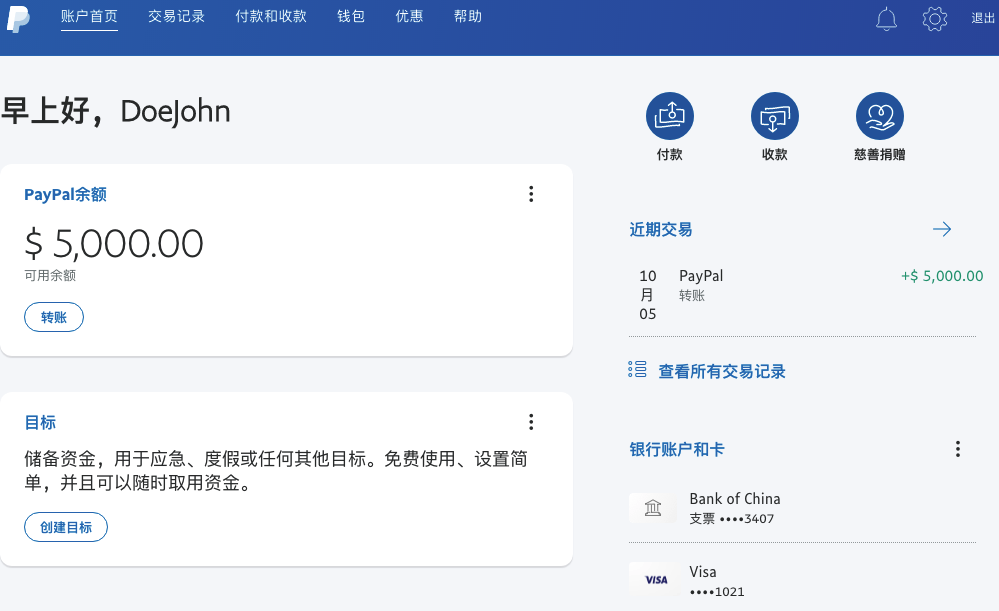 账户首页 交易记录 付款和收款 钱包 优惠 帮助 退出
早上好，DoeJohn
付款 收款 慈善捐赠
PayPal余额
$ 5,000.00
可用余额
转账
目标
储备资金，用于应急、度假或任何其他目标。免费使用、设置简
单，并且可以随时取用资金。
创建目标
近期交易
10
月
05
PayPal
转账
+$ 5,000.00
查看所有交易记录
银行账户和卡
Bank of China
支票 ••••3407
VISA
Visa
••••1021